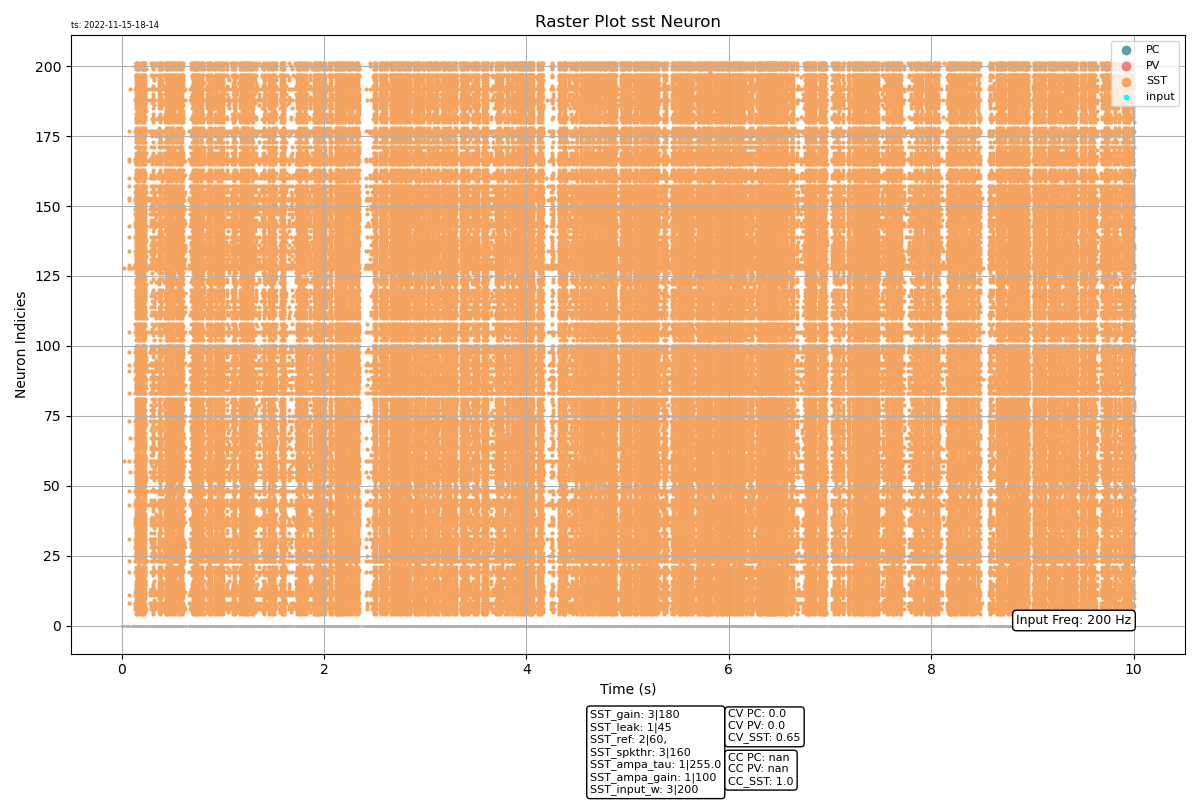 ts: 2022-11-15-18-14
Raster Plot sst Neuron
PC
PV
SST
input
200
175
150
125
100
75
50
25
0
Neuron Indicies
Input Freq: 200 Hz
0
2
4
6
8
10
Time (s)
SST_gain: 3|180
SST_leak: 1|45
SST_ref: 2|60,
SST_spkthr: 3|160
SST_ampa_tau: 1|255.0
SST_ampa_gain: 1|100
SST_input_w: 3|200
CV PC: 0.0
CV PV: 0.0
CV_SST: 0.65
CC PC: nan
CC PV: nan
CC_SST: 1.0